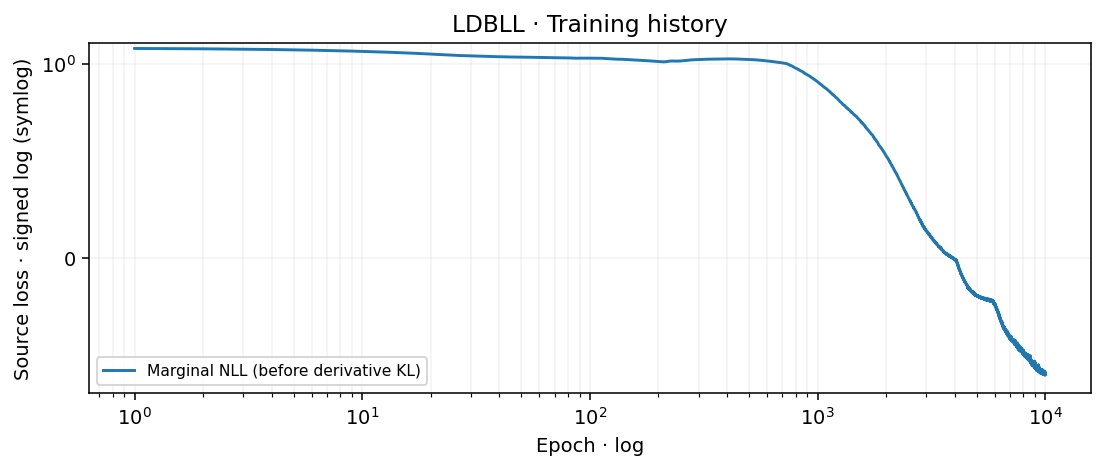 LDBLL · Training history
Source loss · signed log (symlog)
10⁰
0
Marginal NLL (before derivative KL)
10⁰ 10¹ 10² 10³ 10⁴
Epoch · log